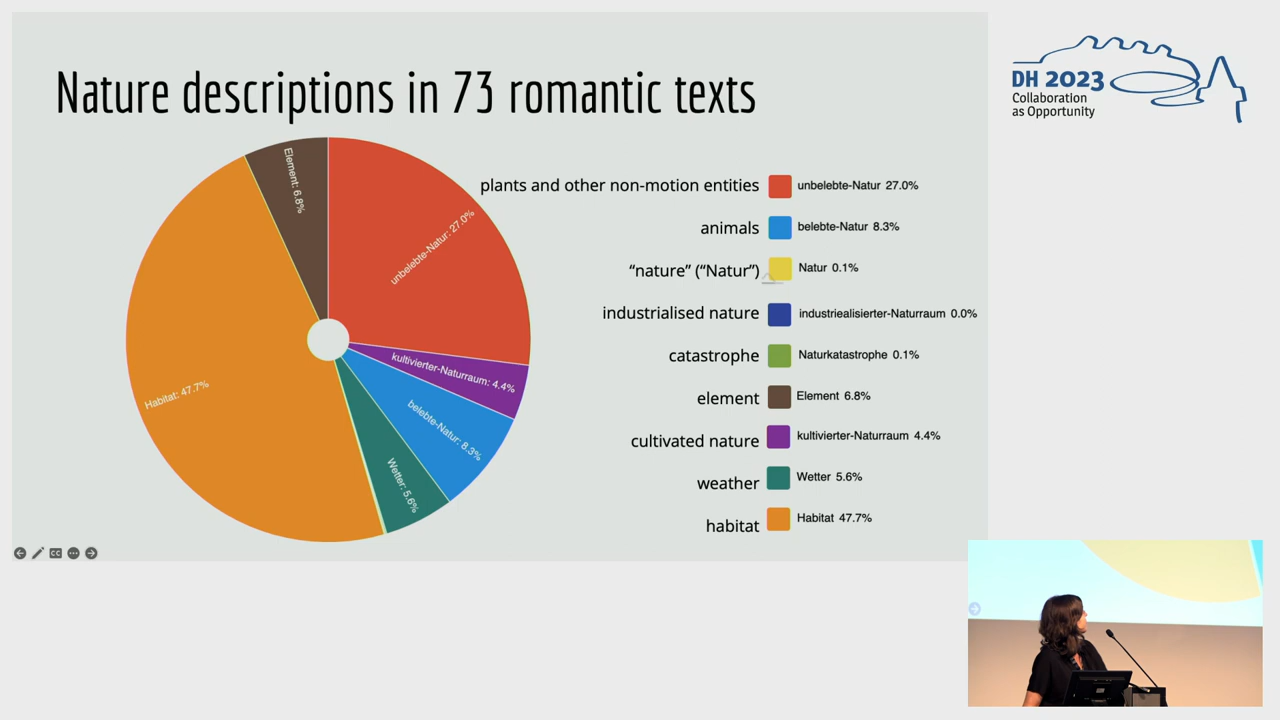 Nature descriptions in 73 romantic texts
DH 2023
Collaboration
as Opportunity
Element: 6.8%
unbelebte-Natur: 27.0%
kultivierter-Naturraum: 4.4%
belebte-Natur: 8.3%
Wetter: 5.6%
Habitat: 47.7%
plants and other non-motion entities unbelebte-Natur 27.0%
animals belebte-Natur 8.3%
“nature” (“Natur”) Natur 0.1%
industrialised nature industriealisierter-Naturraum 0.0%
catastrophe Naturkatastrophe 0.1%
element Element 6.8%
cultivated nature kultivierter-Naturraum 4.4%
weather Wetter 5.6%
habitat Habitat 47.7%
CC